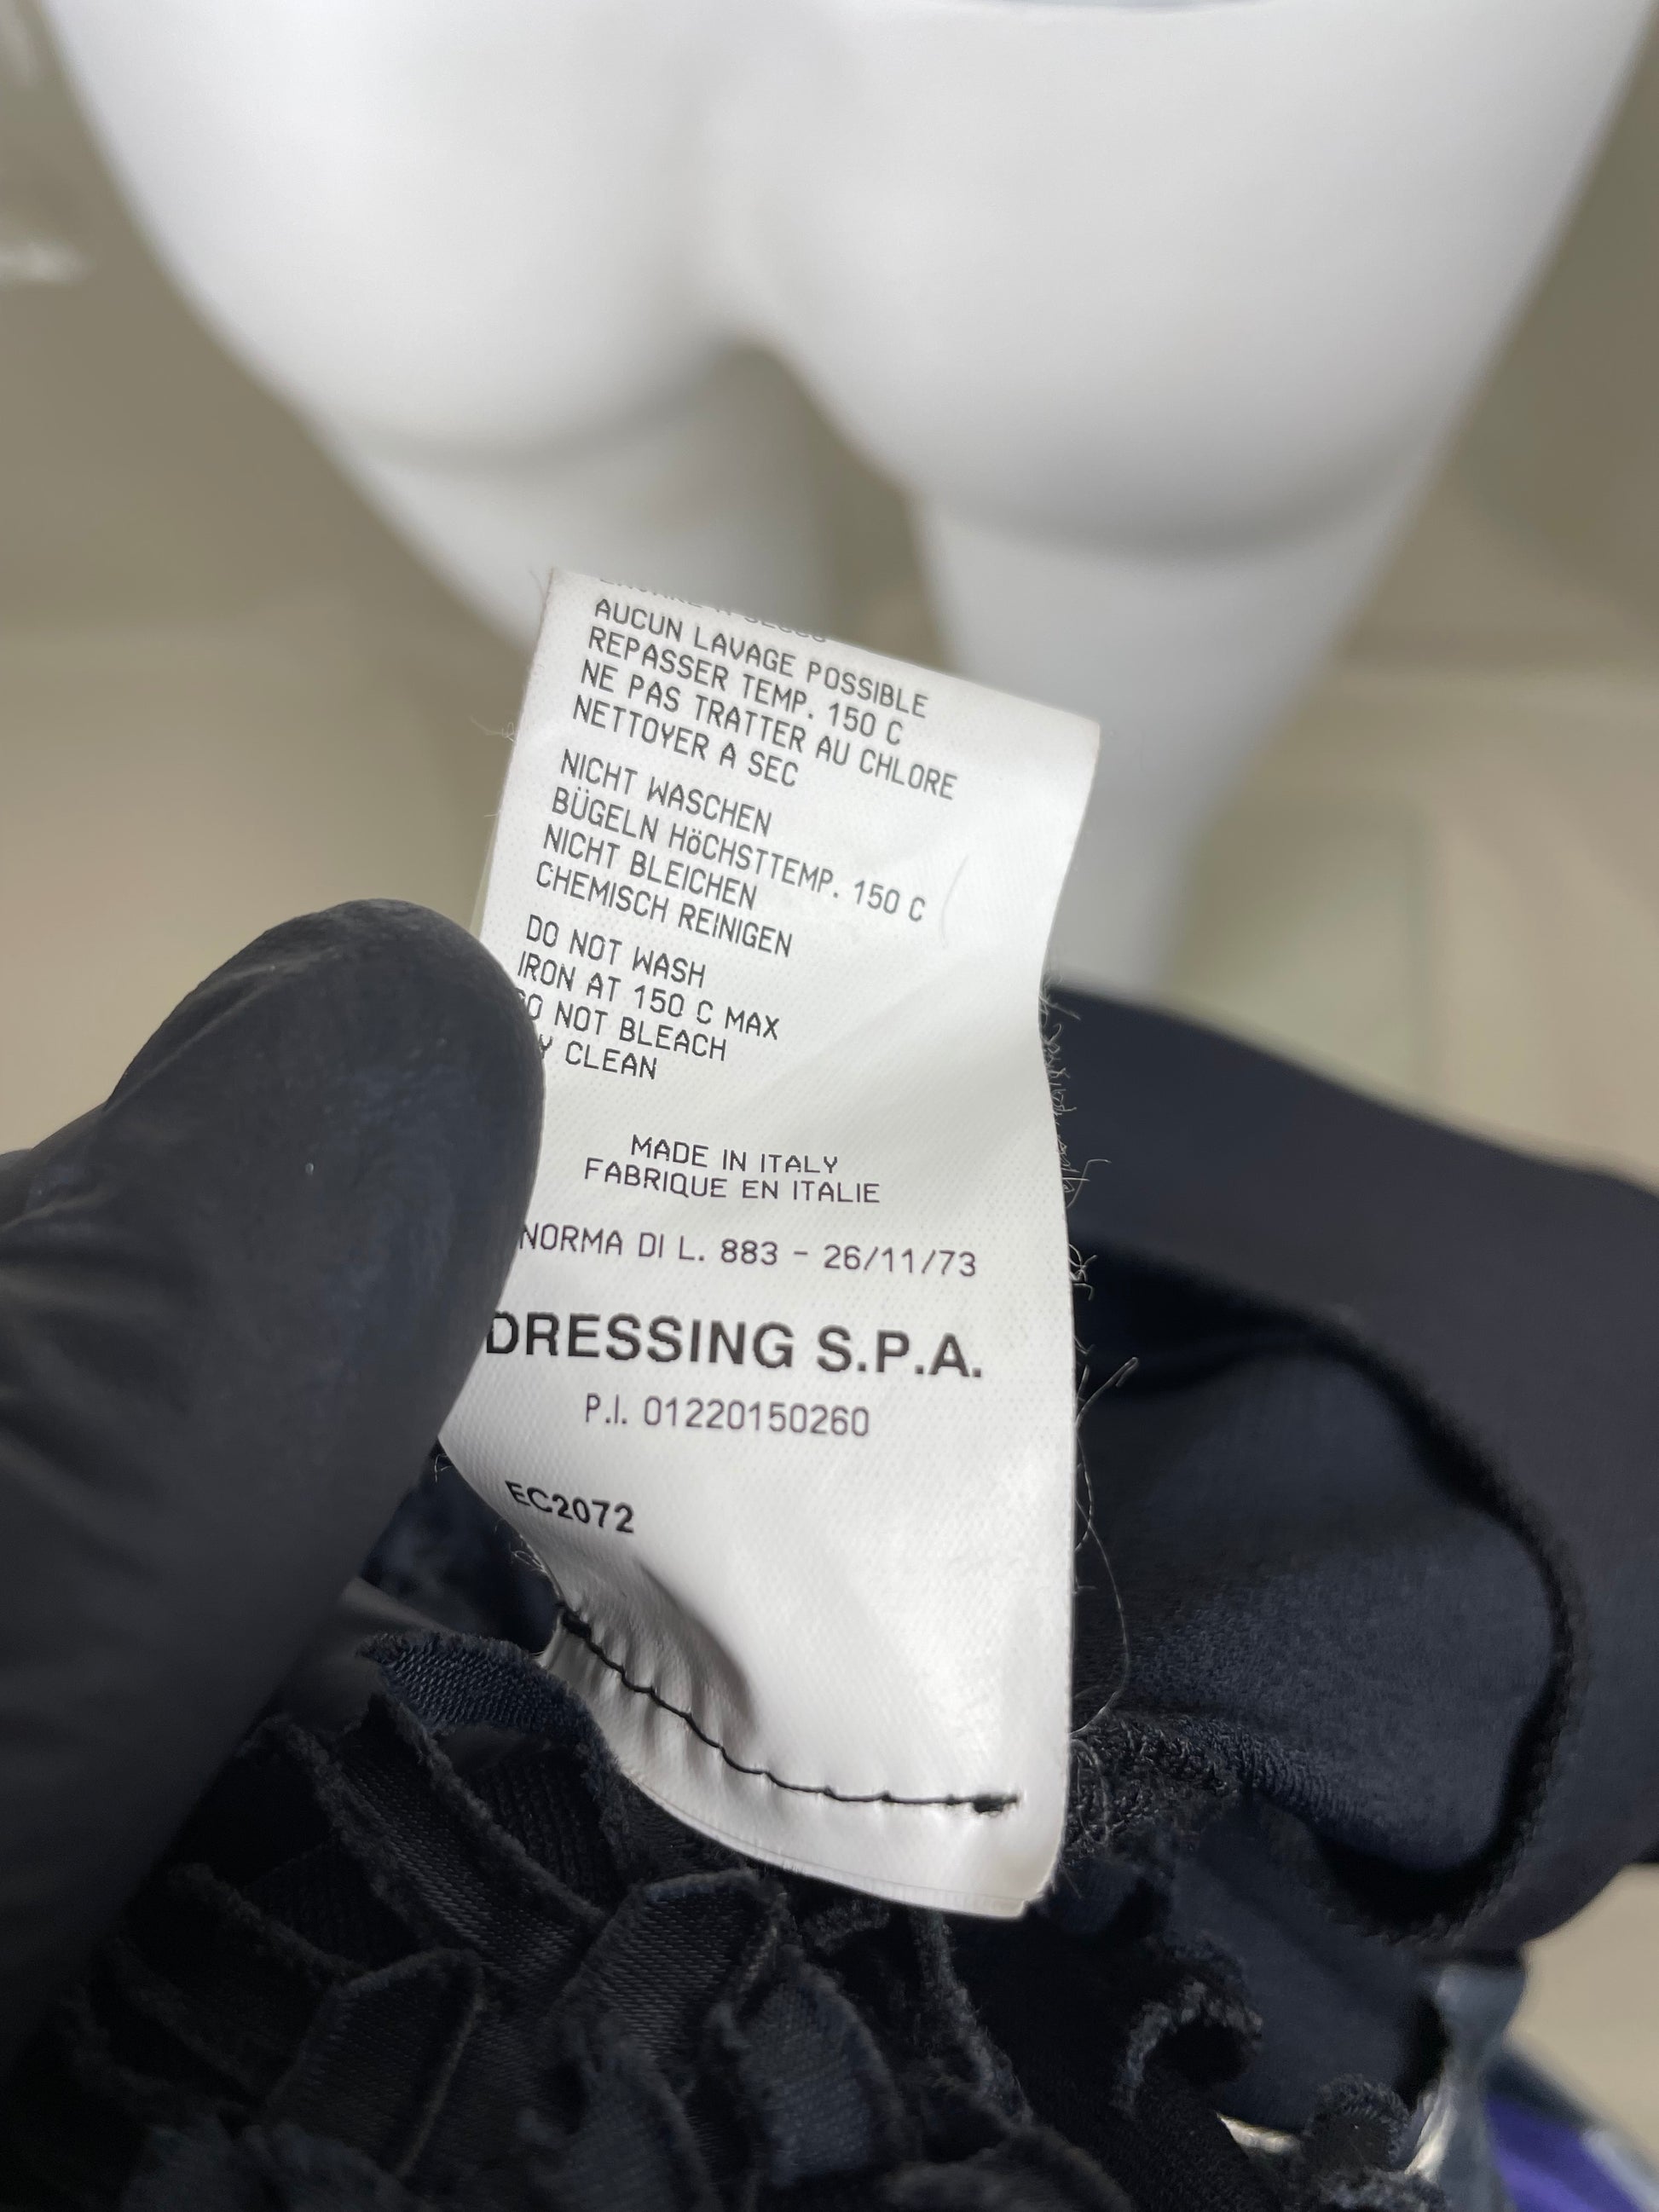 AUCUN LAVAGE POSSIBLE
REPASSER TEMP. 150 C
NE PAS TRATTER AU CHLORE
NETTOYER A SEC
NICHT WASCHEN
BÜGELN HöCHSTTEMP. 150 C
NICHT BLEICHEN
CHEMISCH REINIGEN
DO NOT WASH
IRON AT 150 C MAX
O NOT BLEACH
Y CLEAN
MADE IN ITALY
FABRIQUE EN ITALIE
NORMA DI L. 883 - 26/11/73
DRESSING S.P.A.
P.I. 01220150260
EC2072